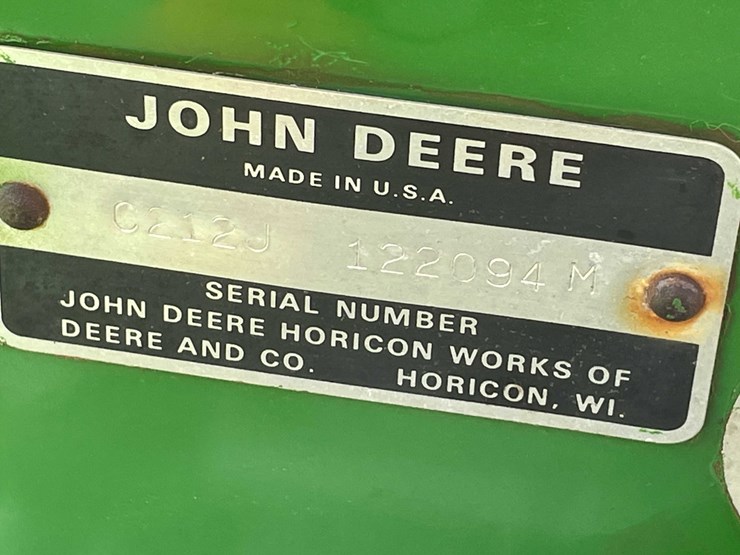 JOHN DEERE
MADE IN U.S.A.
C212J 122094 M
SERIAL NUMBER
JOHN DEERE HORICON WORKS OF
DEERE AND CO. HORICON, WI.